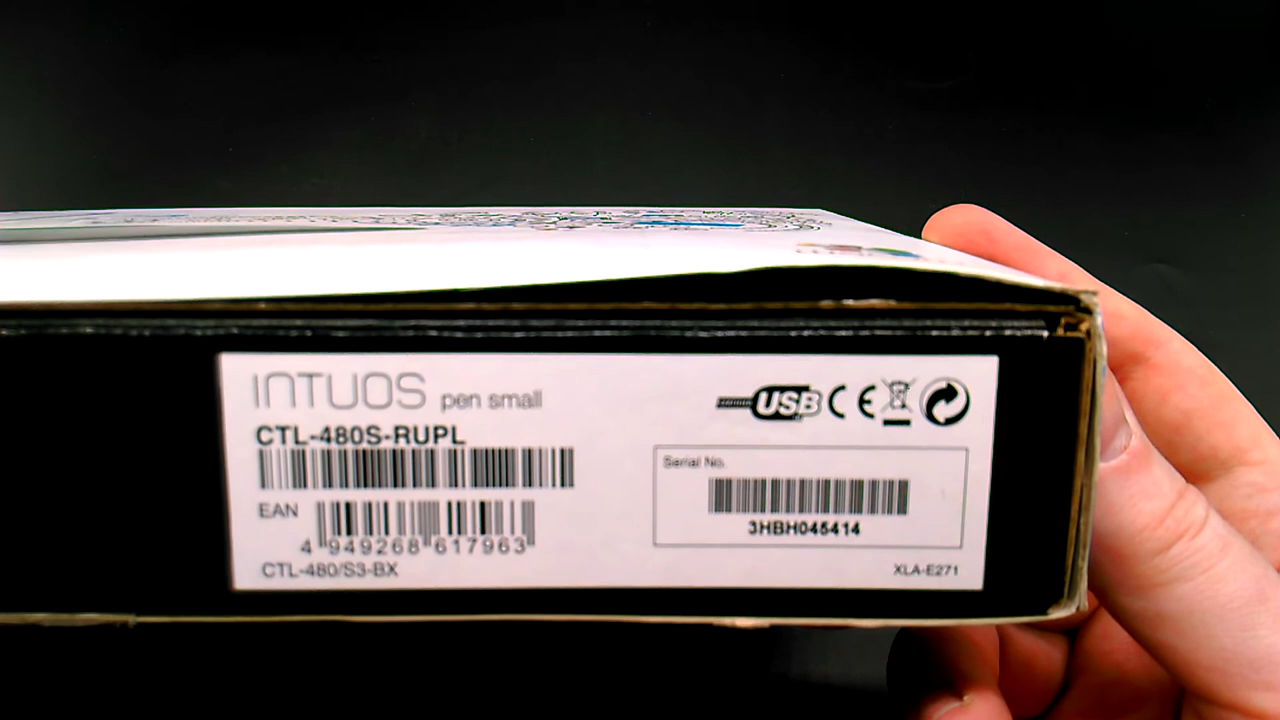 INTUOS pen small
CTL-480S-RUPL
EAN
4 949268 617963
CTL-480/S3-BX
USB CE
Serial No.
3HBH045414
XLA-E271